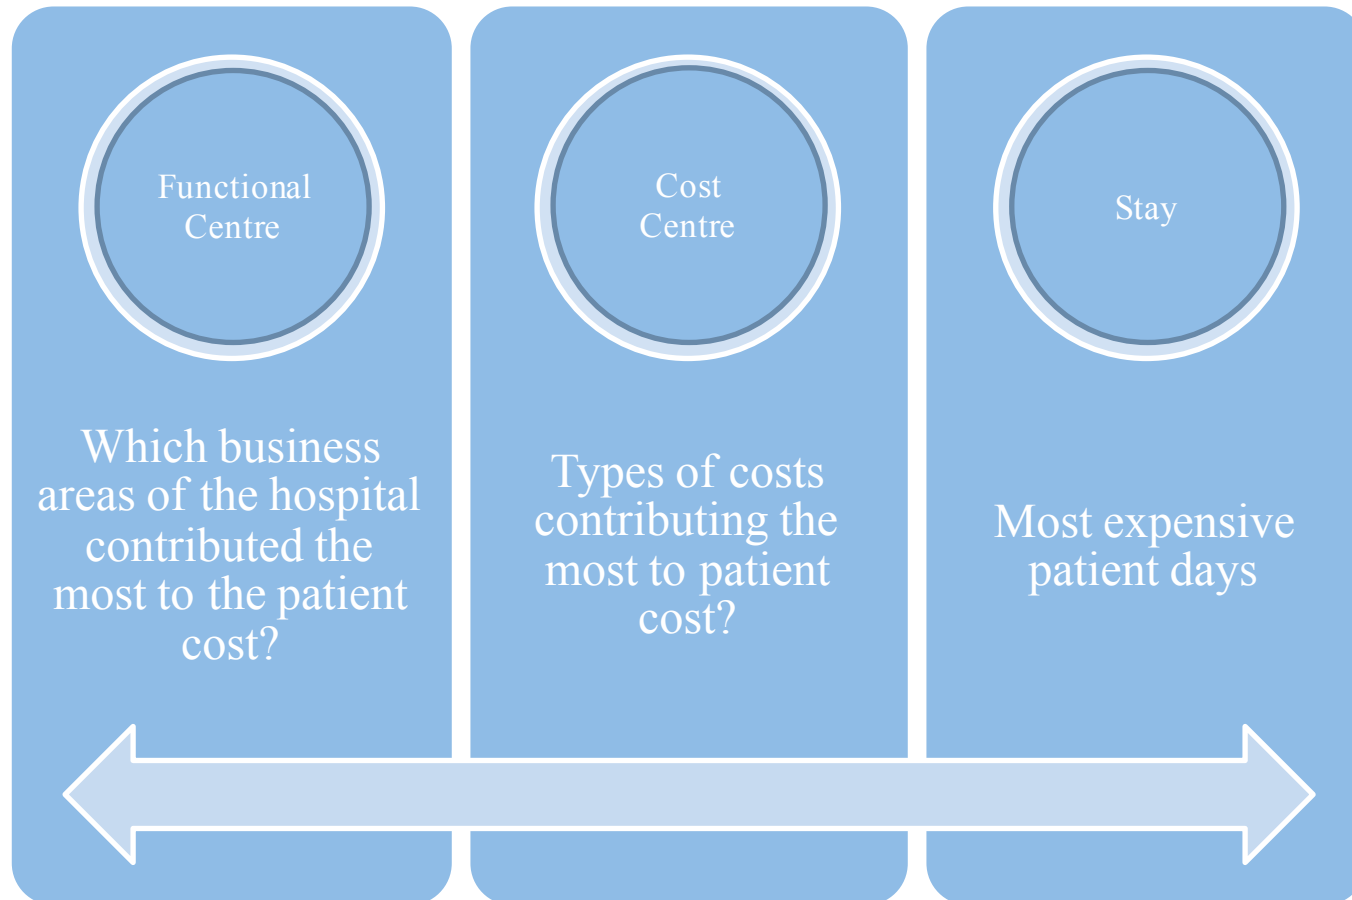 Functional
Centre
Which business
areas of the hospital
contributed the
most to the patient
cost?
Cost
Centre
Types of costs
contributing the
most to patient
cost?
Stay
Most expensive
patient days